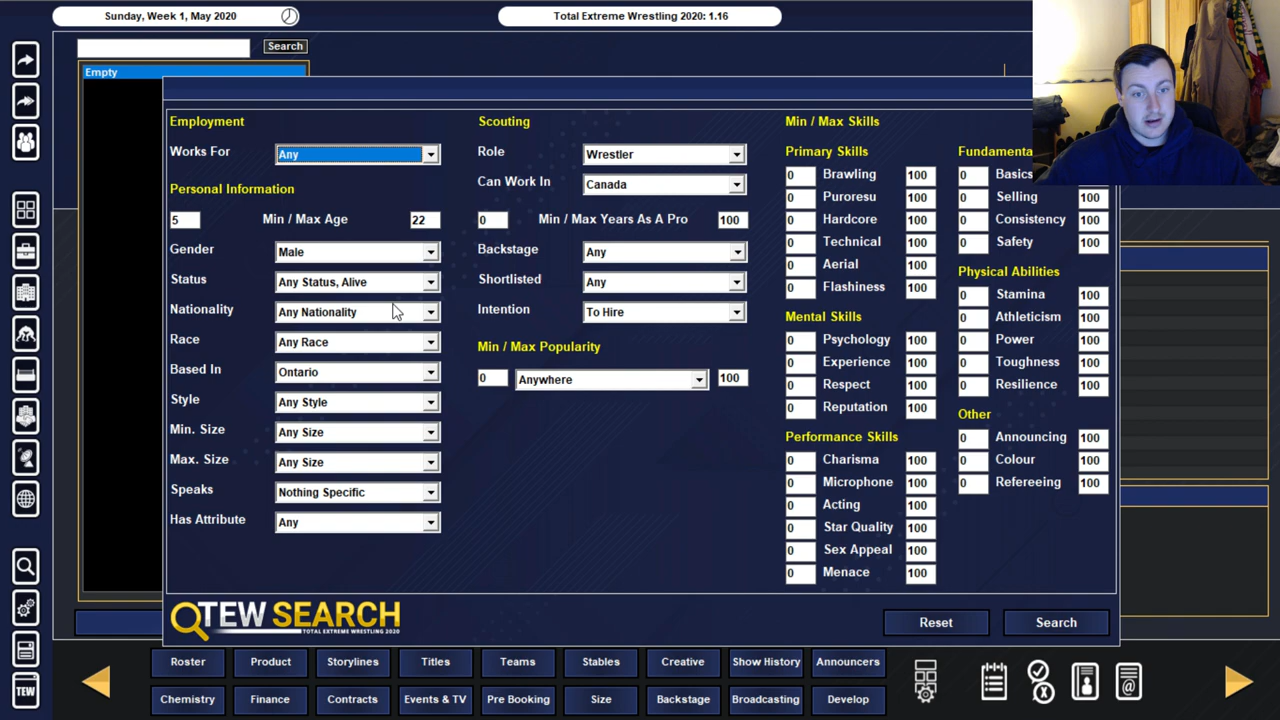 Sunday, Week 1, May 2020
Total Extreme Wrestling 2020: 1.16
Search
Empty
Employment
Works For Any
Personal Information
5 Min / Max Age 22
Gender Male
Status Any Status, Alive
Nationality Any Nationality
Race Any Race
Based In Ontario
Style Any Style
Min. Size Any Size
Max. Size Any Size
Speaks Nothing Specific
Has Attribute Any
Scouting
Role Wrestler
Can Work In Canada
0 Min / Max Years As A Pro 100
Backstage Any
Shortlisted Any
Intention To Hire
Min / Max Popularity
0 Anywhere 100
Min / Max Skills
Primary Skills
0 Brawling 100
0 Puroresu 100
0 Hardcore 100
0 Technical 100
0 Aerial 100
0 Flashiness 100
Mental Skills
0 Psychology 100
0 Experience 100
0 Respect 100
0 Reputation 100
Performance Skills
0 Charisma 100
0 Microphone 100
0 Acting 100
0 Star Quality 100
0 Sex Appeal 100
0 Menace 100
Fundamenta
0 Basics
0 Selling 100
0 Consistency 100
0 Safety 100
Physical Abilities
0 Stamina 100
0 Athleticism 100
0 Power 100
0 Toughness 100
0 Resilience 100
Other
0 Announcing 100
0 Colour 100
0 Refereeing 100
TEW SEARCH
TOTAL EXTREME WRESTLING 2020
Reset Search
Roster Product Storylines Titles Teams Stables Creative Show History Announcers
Chemistry Finance Contracts Events & TV Pre Booking Size Backstage Broadcasting Develop
TEW